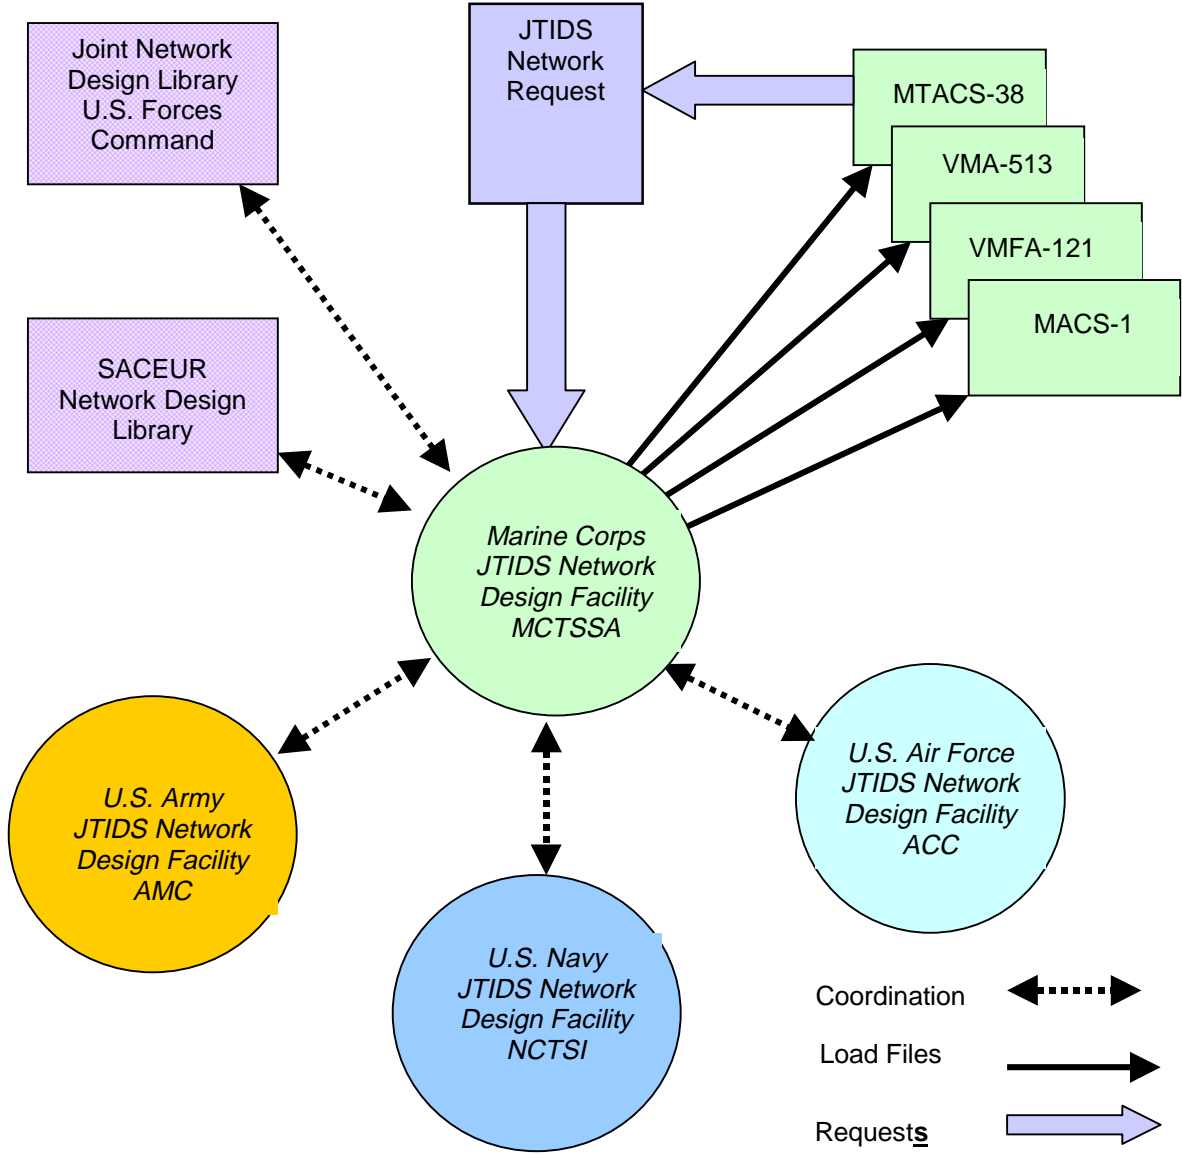 Joint Network
Design Library
U.S. Forces
Command
JTIDS
Network
Request
MTACS-38
VMA-513
VMFA-121
MACS-1
SACEUR
Network Design
Library
Marine Corps
JTIDS Network
Design Facility
MCTSSA
U.S. Army
JTIDS Network
Design Facility
AMC
U.S. Navy
JTIDS Network
Design Facility
NCTSI
U.S. Air Force
JTIDS Network
Design Facility
ACC
Coordination
Load Files
Requests